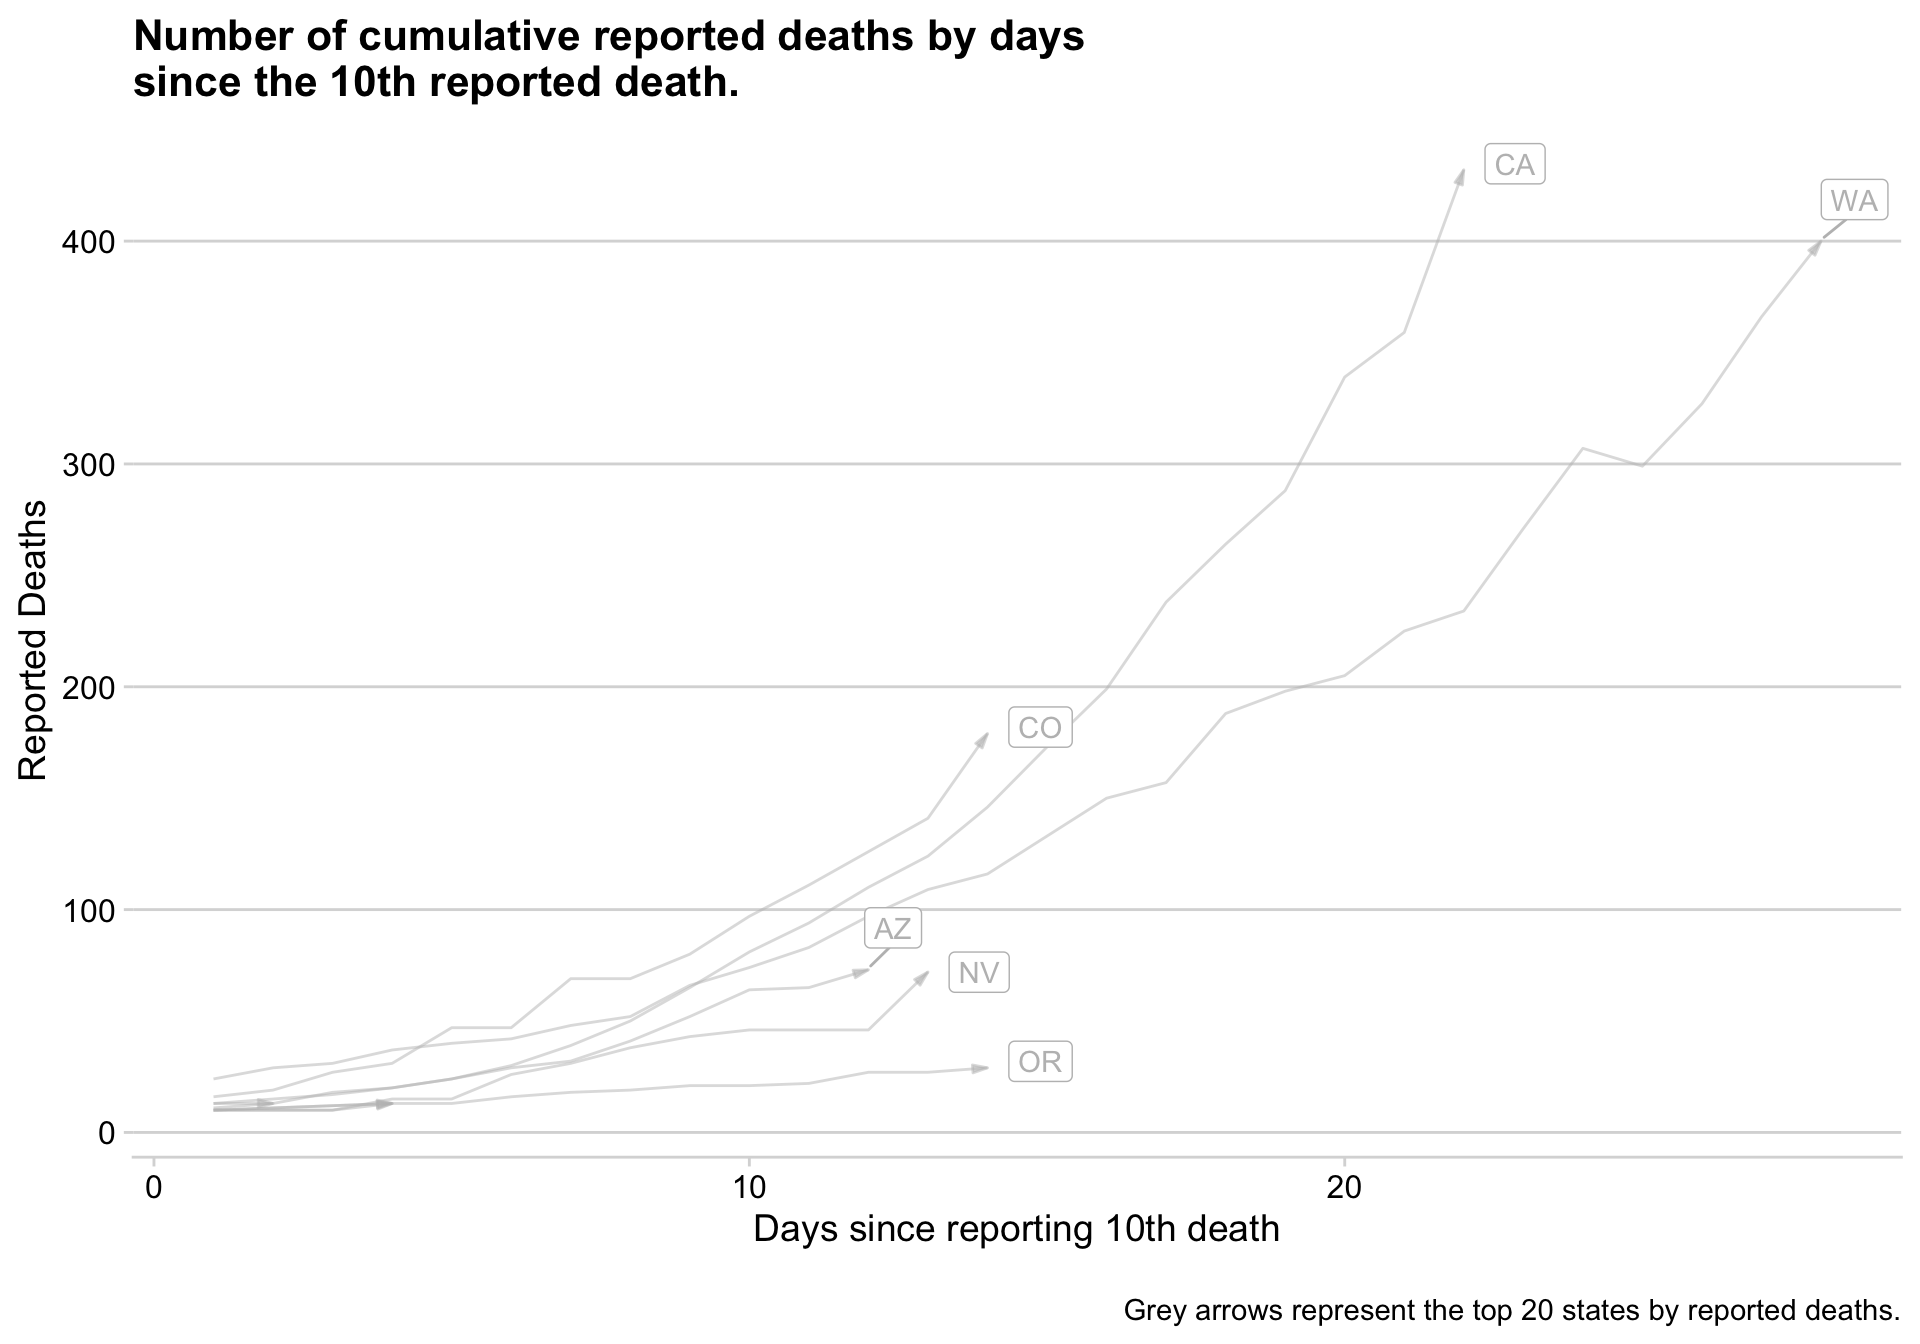 Number of cumulative reported deaths by days
since the 10th reported death.
CA
WA
400
300
Reported Deaths
200
CO
100
AZ
NV
OR
0
0 10 20
Days since reporting 10th death
Grey arrows represent the top 20 states by reported deaths.